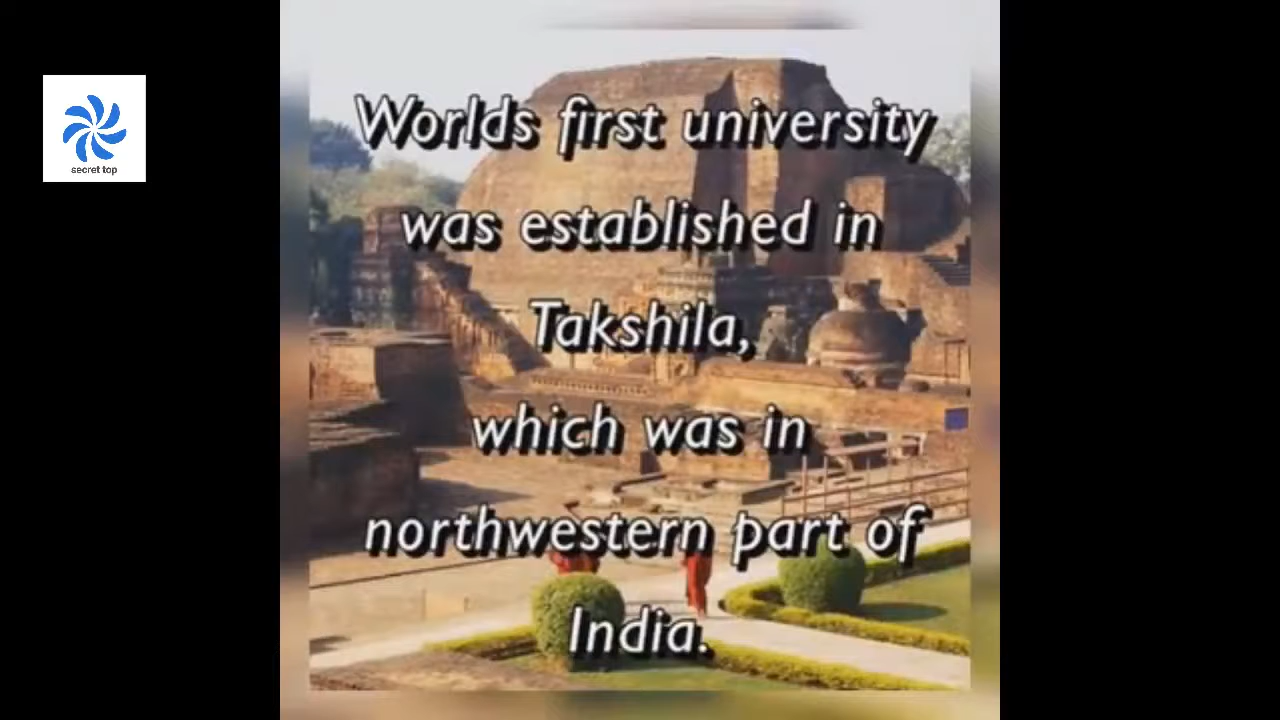 secret top
Worlds first university
was established in
Takshila,
which was in
northwestern part of
India.